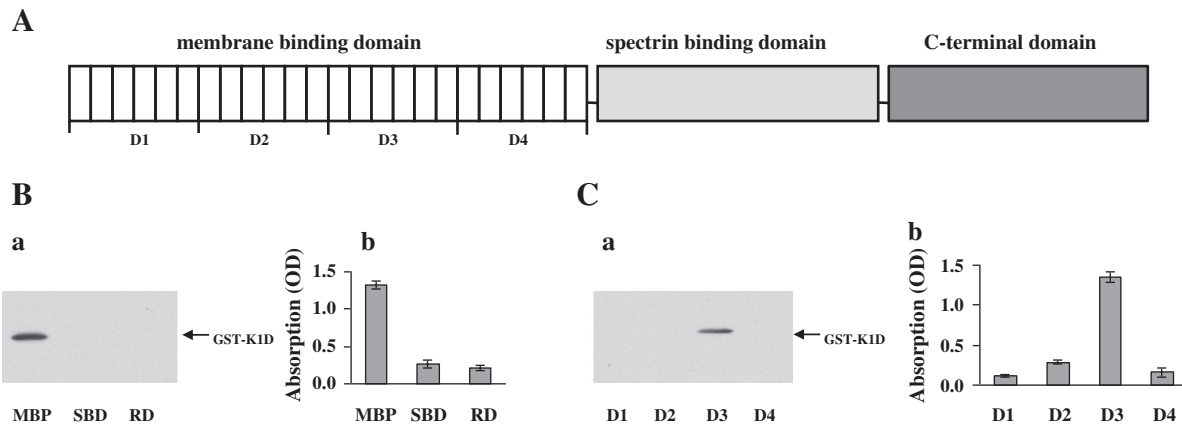 A
membrane binding domain
spectrin binding domain
C-terminal domain
D1 D2 D3 D4
B
a
GST-K1D
MBP SBD RD
b
Absorption (OD)
1.5
1.0
0.5
0.0
MBP SBD RD
C
a
GST-K1D
D1 D2 D3 D4
b
Absorption (OD)
1.5
1.0
0.5
0.0
D1 D2 D3 D4